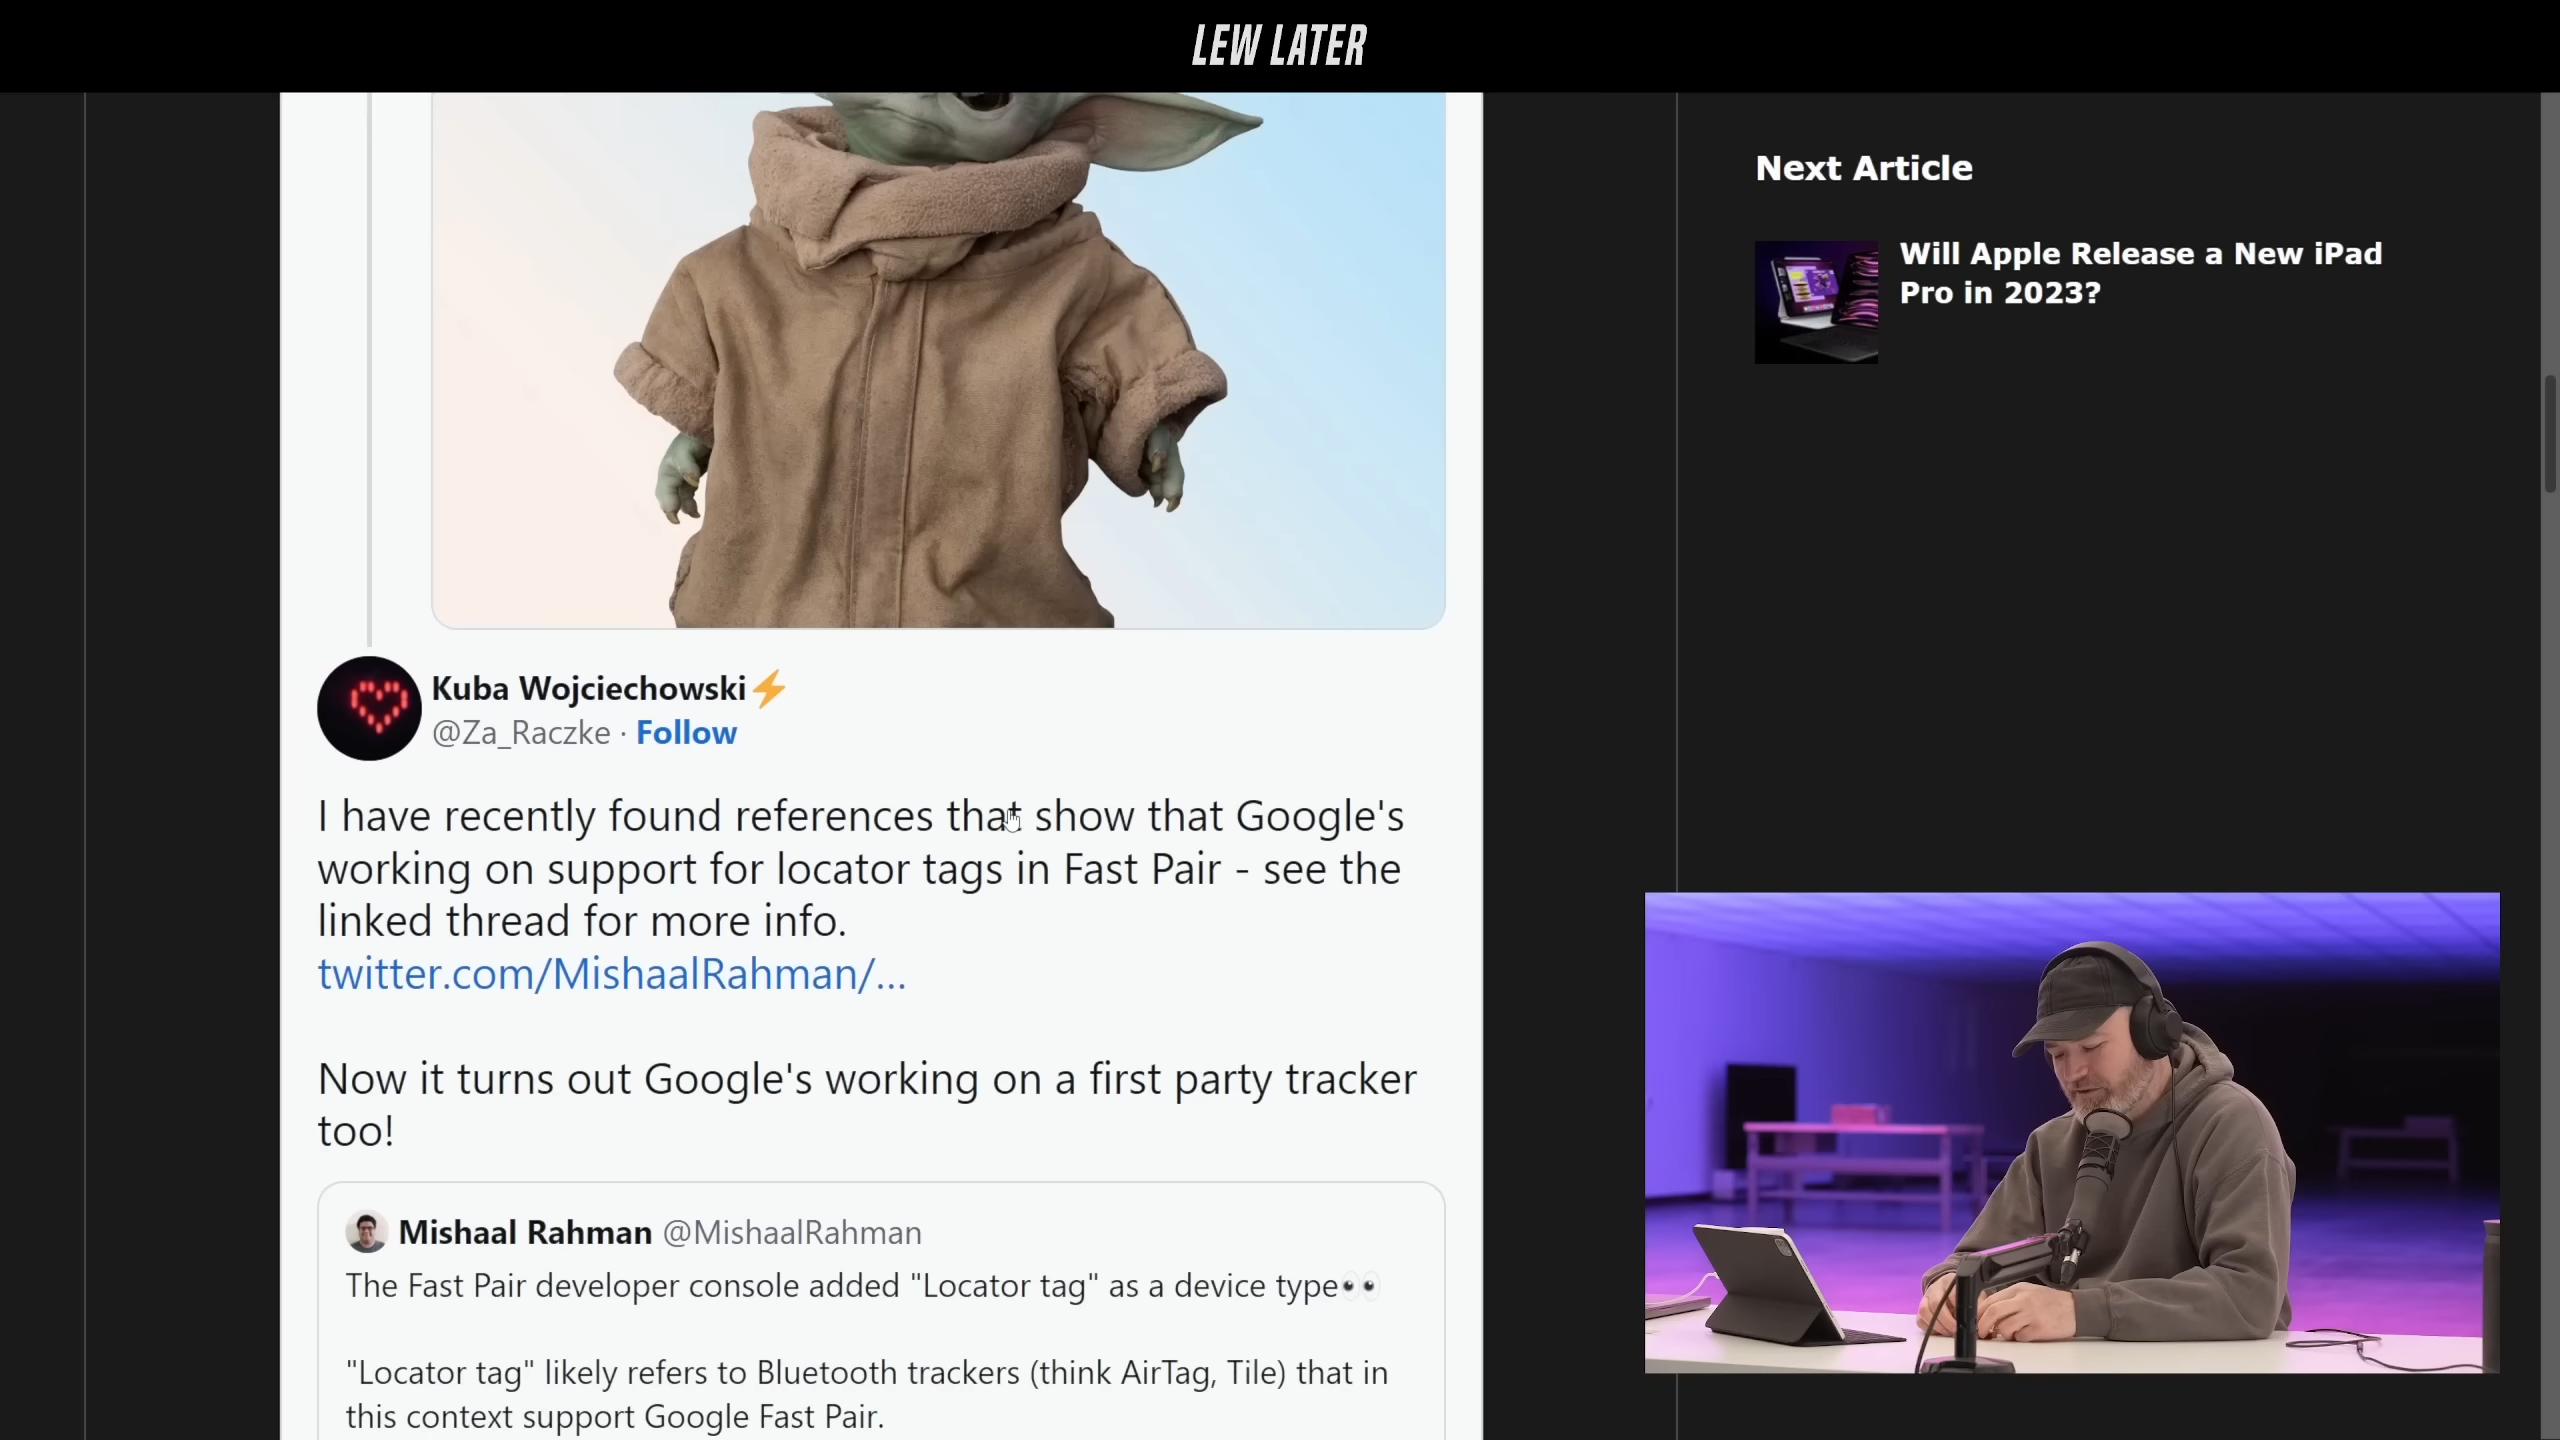 LEW LATER
Next Article
Will Apple Release a New iPad
Pro in 2023?
Kuba Wojciechowski⚡
@Za_Raczke · Follow
I have recently found references that show that Google's
working on support for locator tags in Fast Pair - see the
linked thread for more info.
twitter.com/MishaalRahman/...
Now it turns out Google's working on a first party tracker
too!
Mishaal Rahman @MishaalRahman
The Fast Pair developer console added "Locator tag" as a device type👀
"Locator tag" likely refers to Bluetooth trackers (think AirTag, Tile) that in
this context support Google Fast Pair.